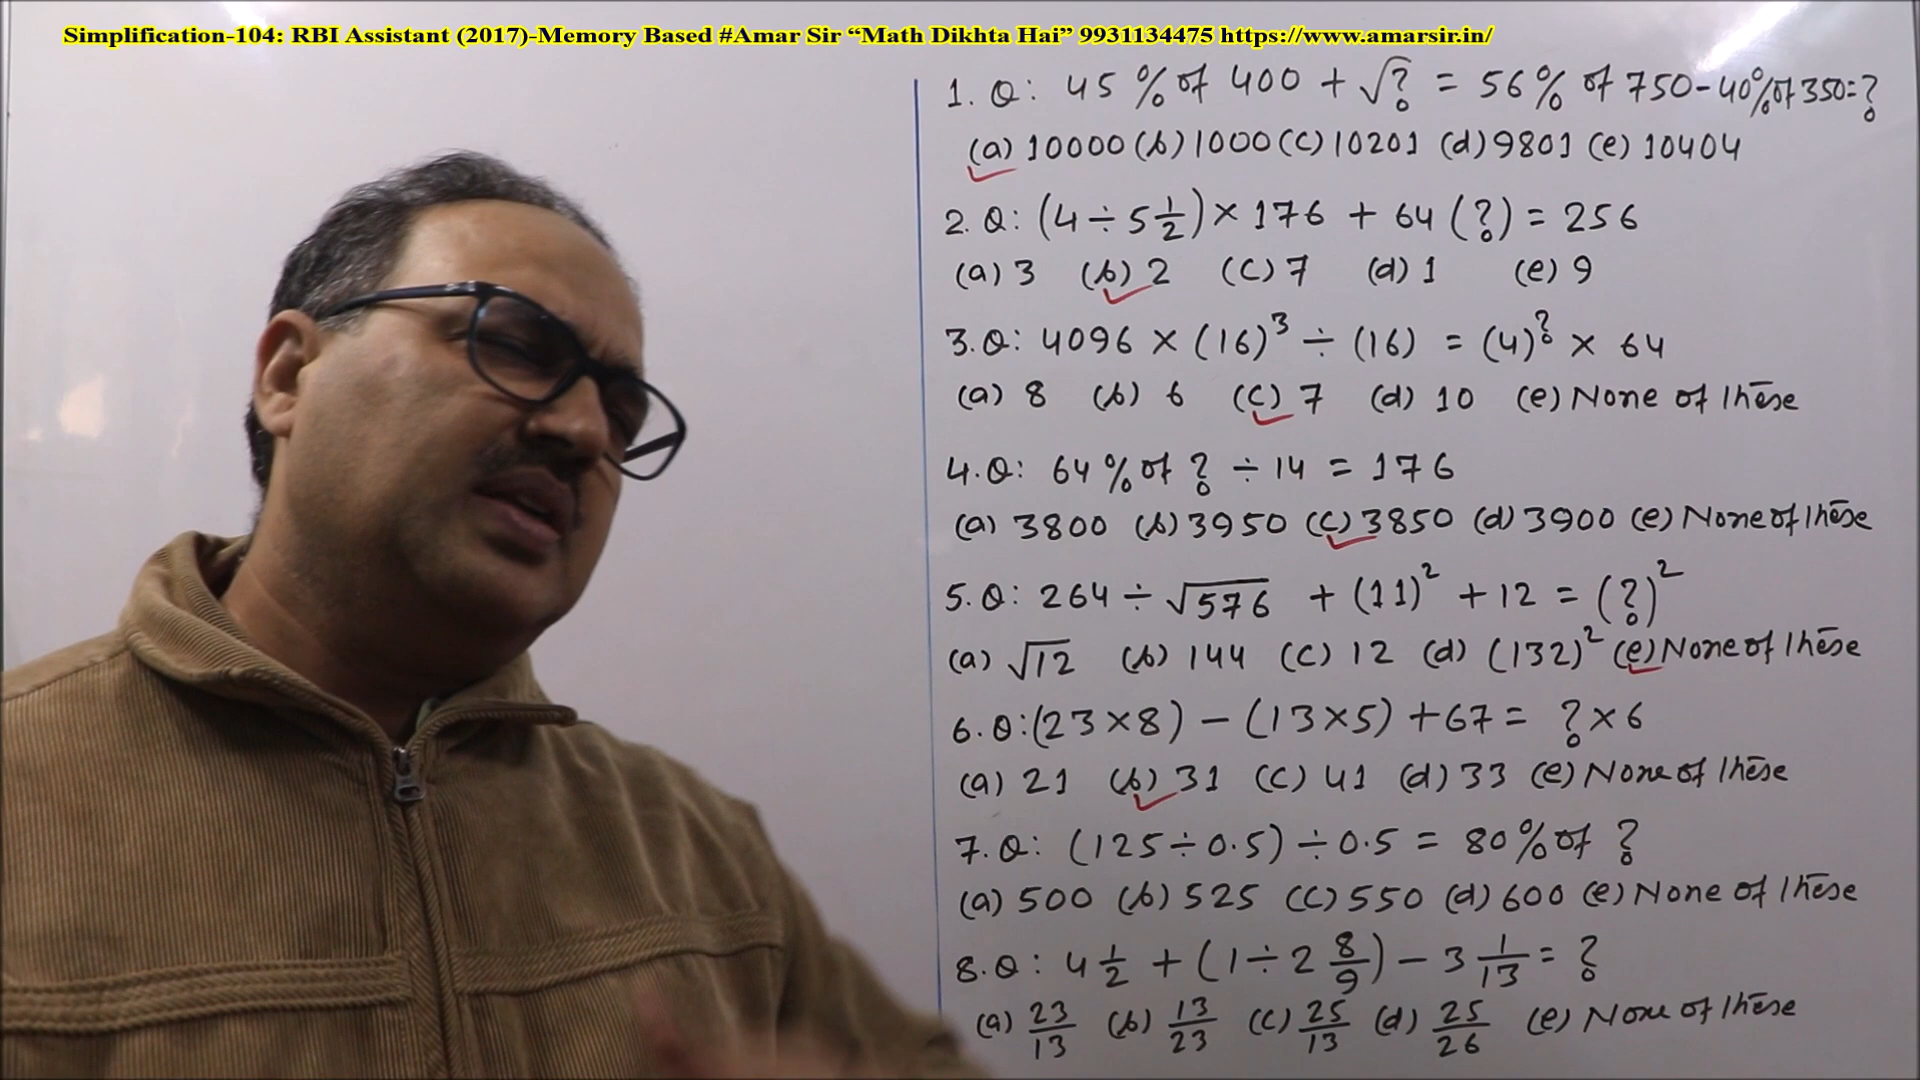 Simplification-104: RBI Assistant (2017)-Memory Based #Amar Sir “Math Dikhta Hai” 9931134475 https://www.amarsir.in/
1. Q: 45 % of 400 + √? = 56% of 750 - 40% of 350 = ?
(a) 10000 (b) 1000 (c) 10201 (d) 9801 (e) 10404
2. Q: (4 ÷ 5 1/2) × 176 + 64 (?) = 256
(a) 3 (b) 2 (c) 7 (d) 1 (e) 9
3. Q: 4096 × (16)³ ÷ (16) = (4)^? × 64
(a) 8 (b) 6 (c) 7 (d) 10 (e) None of these
4. Q: 64 % of ? ÷ 14 = 176
(a) 3800 (b) 3950 (c) 3850 (d) 3900 (e) None of these
5. Q: 264 ÷ √576 + (11)² + 12 = (?)²
(a) √12 (b) 144 (c) 12 (d) (132)² (e) None of these
6. Q: (23×8) - (13×5) + 67 = ? × 6
(a) 21 (b) 31 (c) 41 (d) 33 (e) None of these
7. Q: (125 ÷ 0.5) ÷ 0.5 = 80% of ?
(a) 500 (b) 525 (c) 550 (d) 600 (e) None of these
8. Q: 4 1/2 + (1 ÷ 2 8/9) - 3 1/13 = ?
(a) 23/13 (b) 13/23 (c) 25/13 (d) 25/26 (e) None of these